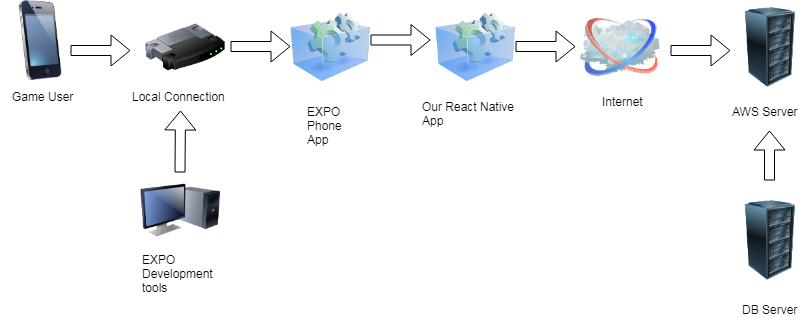 Game User
Local Connection
EXPO
Phone
App
Our React Native
App
Internet
AWS Server
EXPO
Development
tools
DB Server